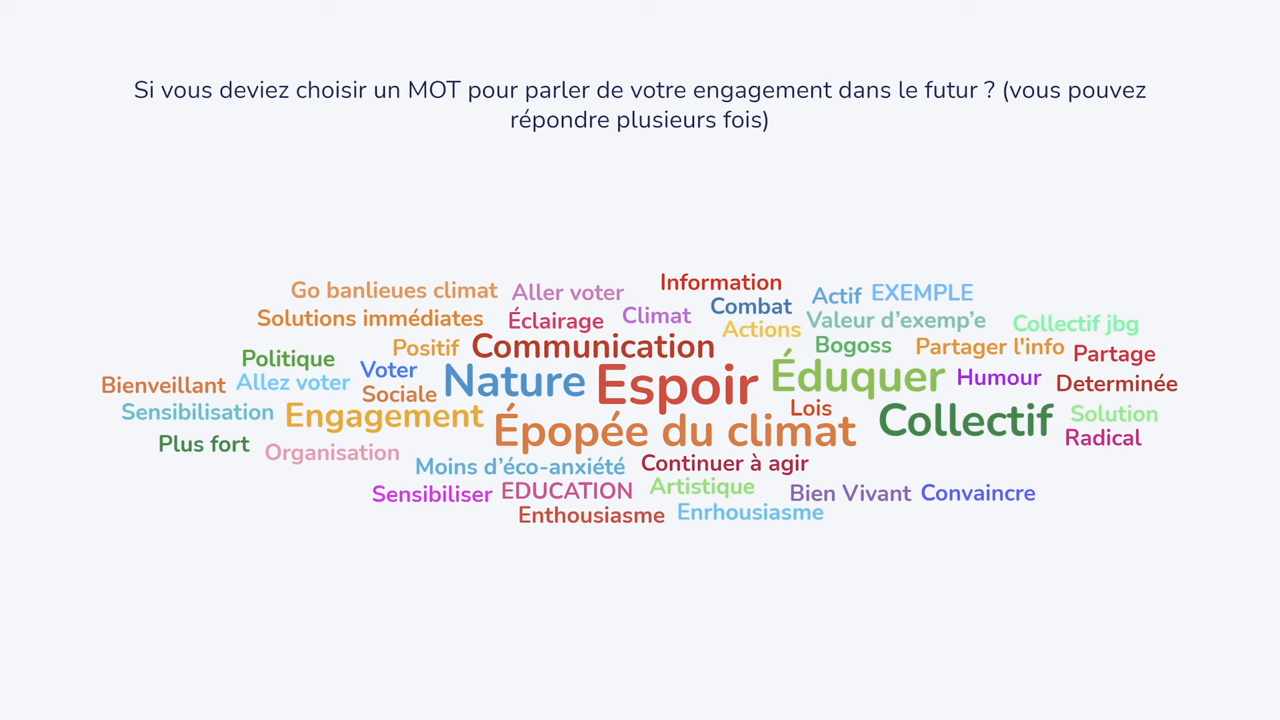 Si vous deviez choisir un MOT pour parler de votre engagement dans le futur ? (vous pouvez
répondre plusieurs fois)
Information
Go banlieues climat
Aller voter
Actif
EXEMPLE
Combat
Solutions immédiates
Éclairage
Climat
Actions
Valeur d’exemp’e
Collectif jbg
Positif
Communication
Bogoss
Partager l'info
Partage
Politique
Voter
Nature
Espoir
Éduquer
Humour
Determinée
Bienveillant
Allez voter
Sociale
Sensibilisation
Engagement
Épopée du climat
Lois
Collectif
Solution
Radical
Plus fort
Organisation
Moins d’éco-anxiété
Continuer à agir
Sensibiliser
EDUCATION
Artistique
Bien Vivant
Convaincre
Enthousiasme
Enrhousiasme